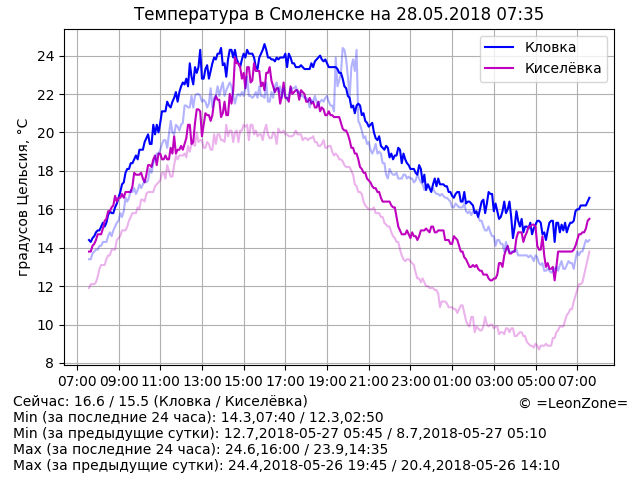 Температура в Смоленске на 28.05.2018 07:35
Кловка
Киселёвка
градусов Цельсия, °C
24
22
20
18
16
14
12
10
8
07:00 09:00 11:00 13:00 15:00 17:00 19:00 21:00 23:00 01:00 03:00 05:00 07:00
Сейчас: 16.6 / 15.5 (Кловка / Киселёвка)
© =LeonZone=
Min (за последние 24 часа): 14.3,07:40 / 12.3,02:50
Min (за предыдущие сутки): 12.7,2018-05-27 05:45 / 8.7,2018-05-27 05:10
Max (за последние 24 часа): 24.6,16:00 / 23.9,14:35
Max (за предыдущие сутки): 24.4,2018-05-26 19:45 / 20.4,2018-05-26 14:10